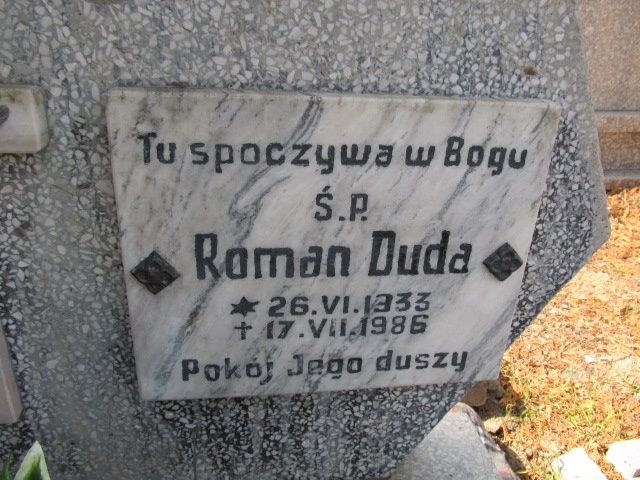 Tu spoczywa w Bogu
Ś.P.
Roman Duda
★ 26.VI.1933
✝ 17.VII.1986
Pokój Jego duszy